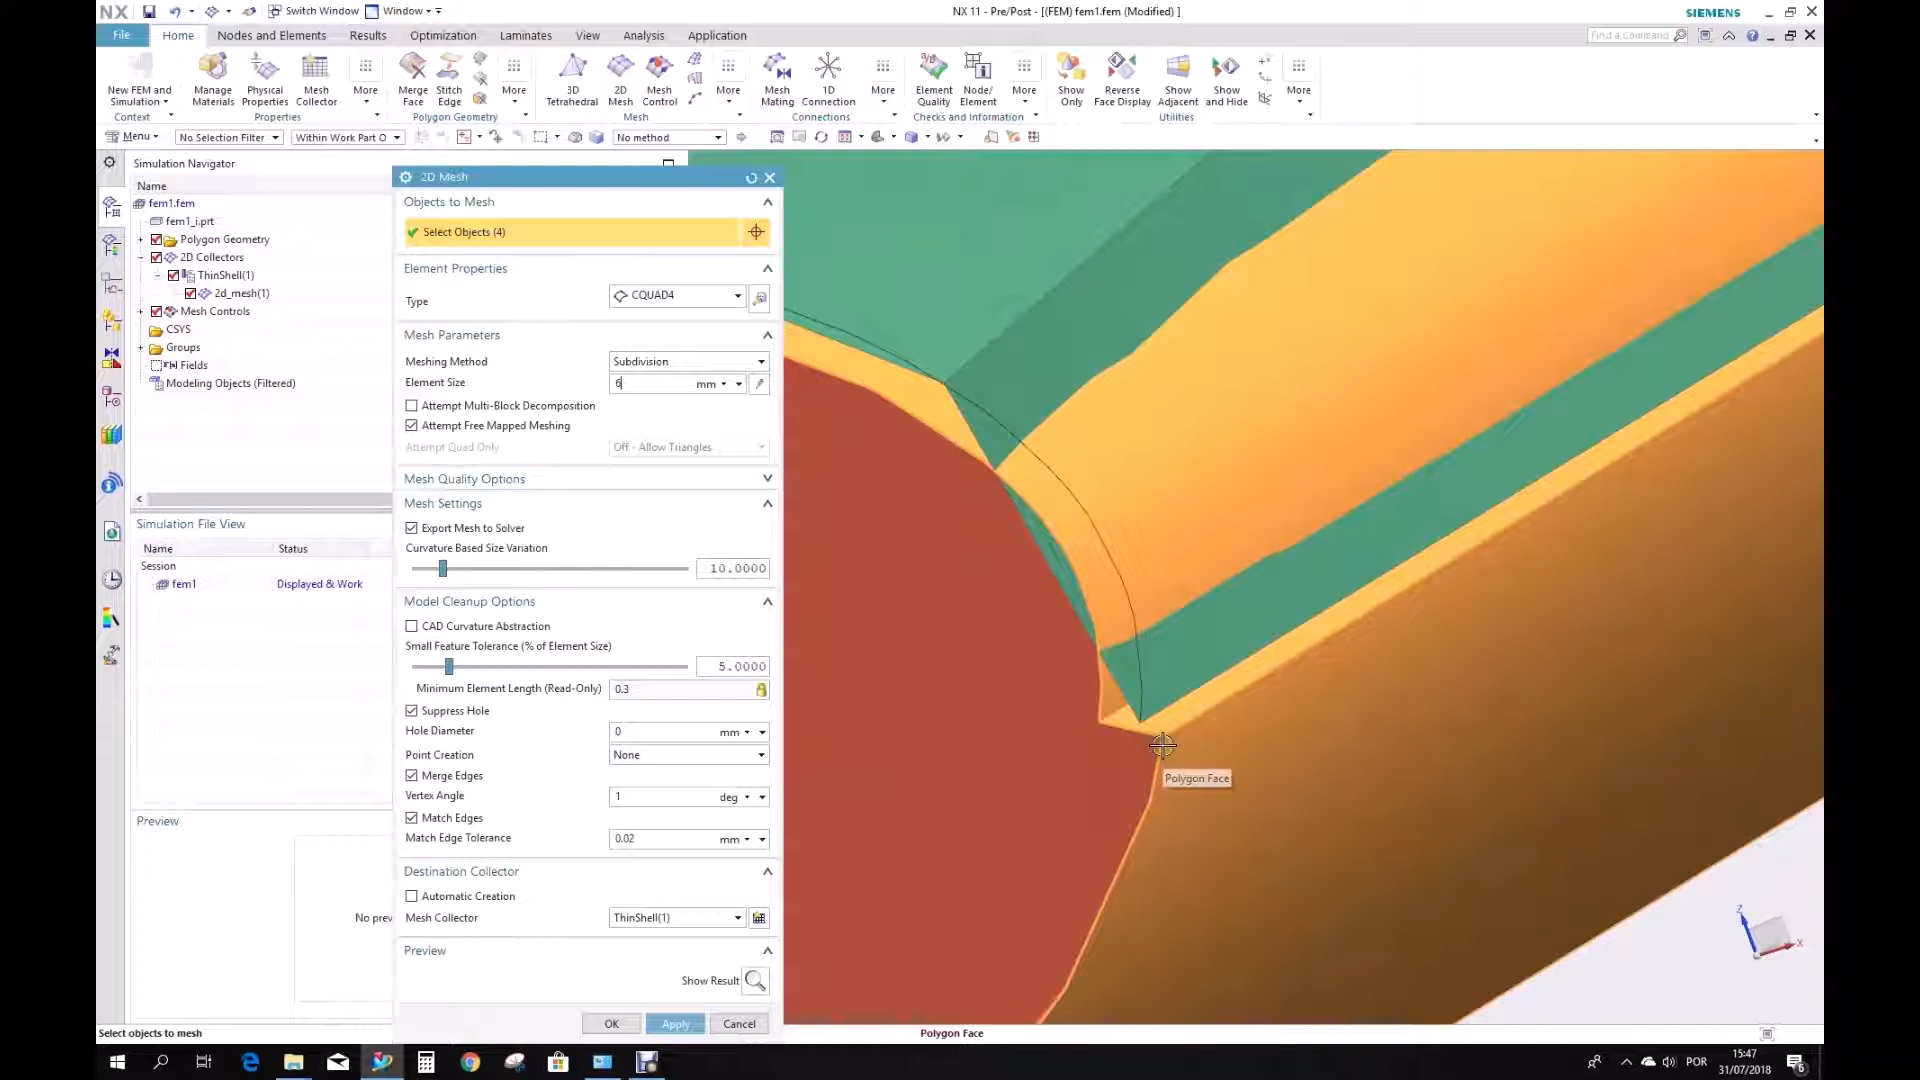 NX Switch Window Window NX 11 - Pre/Post - [(FEM) fem1.fem (Modified) ] SIEMENS
File Home Nodes and Elements Results Optimization Laminates View Analysis Application Find a Command
New FEM and Simulation Manage Materials Physical Properties Mesh Collector More Merge Face Stitch Edge More 3D Tetrahedral 2D Mesh Mesh Control More Mesh Mating 1D Connection More Element Quality Node/Element More Show Only Reverse Face Display Show Adjacent Show and Hide More
Context Properties Polygon Geometry Mesh Connections Checks and Information Utilities
Menu No Selection Filter Within Work Part O No method
Simulation Navigator
Name
fem1.fem
fem1_i.prt
Polygon Geometry
2D Collectors
ThinShell(1)
2d_mesh(1)
Mesh Controls
CSYS
Groups
Fields
Modeling Objects (Filtered)
Simulation File View
Name Status
Session
fem1 Displayed & Work
Preview
No prev
2D Mesh
Objects to Mesh
Select Objects (4)
Element Properties
Type CQUAD4
Mesh Parameters
Meshing Method Subdivision
Element Size 6 mm
Attempt Multi-Block Decomposition
Attempt Free Mapped Meshing
Attempt Quad Only Off - Allow Triangles
Mesh Quality Options
Mesh Settings
Export Mesh to Solver
Curvature Based Size Variation
10.0000
Model Cleanup Options
CAD Curvature Abstraction
Small Feature Tolerance (% of Element Size)
5.0000
Minimum Element Length (Read-Only) 0.3
Suppress Hole
Hole Diameter 0 mm
Point Creation None
Merge Edges
Vertex Angle 1 deg
Match Edges
Match Edge Tolerance 0.02 mm
Destination Collector
Automatic Creation
Mesh Collector ThinShell(1)
Preview
Show Result
OK Apply Cancel
Polygon Face
Z
X
Select objects to mesh Polygon Face
POR 15:47
31/07/2018
6